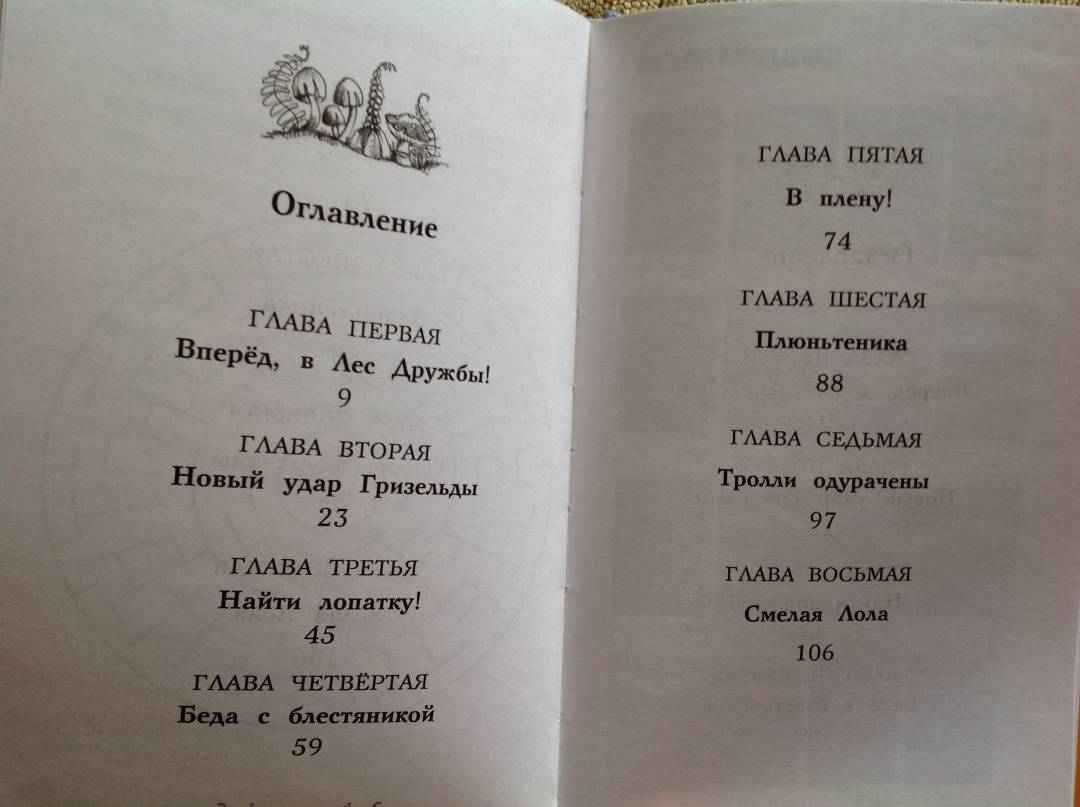 Оглавление
ГЛАВА ПЕРВАЯ
Вперёд, в Лес Дружбы!
9
ГЛАВА ВТОРАЯ
Новый удар Гризельды
23
ГЛАВА ТРЕТЬЯ
Найти лопатку!
45
ГЛАВА ЧЕТВЁРТАЯ
Беда с блестяникой
59
ГЛАВА ПЯТАЯ
В плену!
74
ГЛАВА ШЕСТАЯ
Плюньтеника
88
ГЛАВА СЕДЬМАЯ
Тролли одурачены
97
ГЛАВА ВОСЬМАЯ
Смелая Лола
106